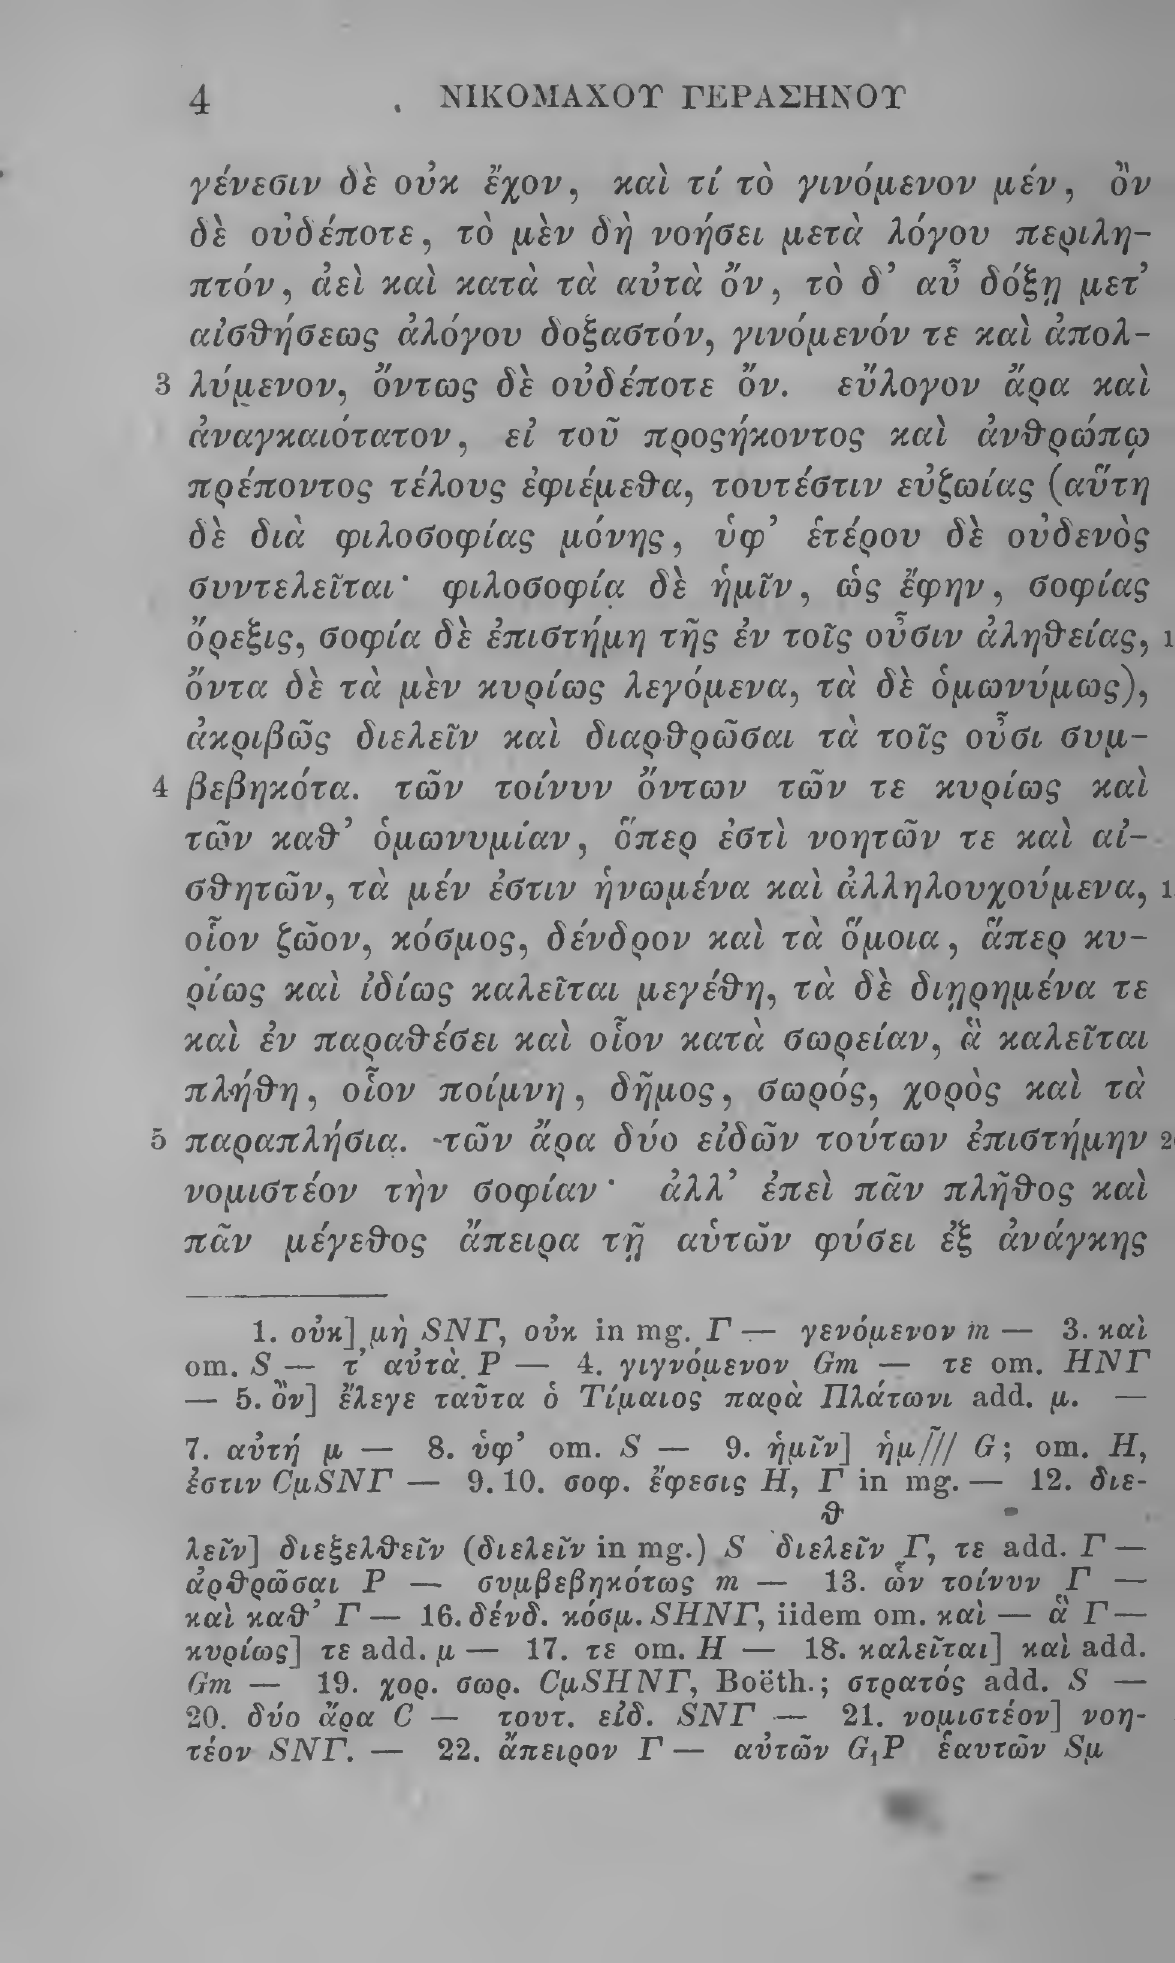 4 ΝΙΚΟΜΑΧΟΥ ΓΕΡΑΣΗΝΟΥ
γένεσιν δὲ οὐκ ἔχον, καὶ τί τὸ γινόμενον μέν, ὂν
δὲ οὐδέποτε, τὸ μὲν δὴ νοήσει μετὰ λόγου περιλη-
πτόν, ἀεὶ καὶ κατὰ τὰ αὐτὰ ὄν, τὸ δ’ αὖ δόξῃ μετ’
αἰσθήσεως ἀλόγου δοξαστόν, γινόμενόν τε καὶ ἀπολ-
3 λύμενον, ὄντως δὲ οὐδέποτε ὄν. εὔλογον ἄρα καὶ
ἀναγκαιότατον, εἰ τοῦ προςήκοντος καὶ ἀνθρώπῳ
πρέποντος τέλους ἐφιέμεθα, τουτέστιν εὐζωίας (αὕτη
δὲ διὰ φιλοσοφίας μόνης, ὑφ’ ἑτέρου δὲ οὐδενὸς
συντελεῖται· φιλοσοφία δὲ ἡμῖν, ὡς ἔφην, σοφίας
ὄρεξις, σοφία δὲ ἐπιστήμη τῆς ἐν τοῖς οὖσιν ἀληθείας, 1
ὄντα δὲ τὰ μὲν κυρίως λεγόμενα, τὰ δὲ ὁμωνύμως),
ἀκριβῶς διελεῖν καὶ διαρθρῶσαι τὰ τοῖς οὖσι συμ-
4 βεβηκότα. τῶν τοίνυν ὄντων τῶν τε κυρίως καὶ
τῶν καθ’ ὁμωνυμίαν, ὅπερ ἐστὶ νοητῶν τε καὶ αἰ-
σθητῶν, τὰ μέν ἐστιν ἡνωμένα καὶ ἀλληλουχούμενα, 1
οἷον ζῶον, κόσμος, δένδρον καὶ τὰ ὅμοια, ἅπερ κυ-
ρίως καὶ ἰδίως καλεῖται μεγέθη, τὰ δὲ διῃρημένα τε
καὶ ἐν παραθέσει καὶ οἷον κατὰ σωρείαν, ἃ καλεῖται
πλήθη, οἷον ποίμνη, δῆμος, σωρός, χορὸς καὶ τὰ
5 παραπλήσια. τῶν ἄρα δύο εἰδῶν τούτων ἐπιστήμην 2
νομιστέον τὴν σοφίαν· ἀλλ’ ἐπεὶ πᾶν πλῆθος καὶ
πᾶν μέγεθος ἄπειρα τῇ αὑτῶν φύσει ἐξ ἀνάγκης
1. οὐκ] μὴ SNΓ, οὐκ in mg. Γ — γενόμενον m — 3. καὶ
om. S — τ’ αὐτὰ P — 4. γιγνόμενον Gm — τε om. HNΓ
— 5. ὄν] ἔλεγε ταῦτα ὁ Τίμαιος παρὰ Πλάτωνι add. μ. —
7. αὐτή μ — 8. ὑφ’ om. S — 9. ἡμῖν] ἡμῖ/// G; om. H,
ἐστιν CμSNΓ — 9. 10. σοφ. ἔφεσις H, Γ in mg. — 12. διε-
θ
λεῖν] διεξελθεῖν (διελεῖν in mg.) S διελεῖν Γ, τε add. Γ —
ἀρθρῶσαι P — συμβεβηκότως m — 13. ὧν τοίνυν Γ —
καὶ καθ’ Γ — 16. δένδ. κόσμ. SHNΓ, iidem om. καὶ — ἃ Γ —
κυρίως] τε add. μ — 17. τε om. H — 18. καλεῖται] καὶ add.
Gm — 19. χορ. σωρ. CμSHNΓ, Boëth.; στρατός add. S —
20. δύο ἄρα C — τουτ. εἰδ. SNΓ — 21. νομιστέον] νοη-
τέον SNΓ. — 22. ἄπειρον Γ — αὐτῶν G₁P ἑαυτῶν Sμ